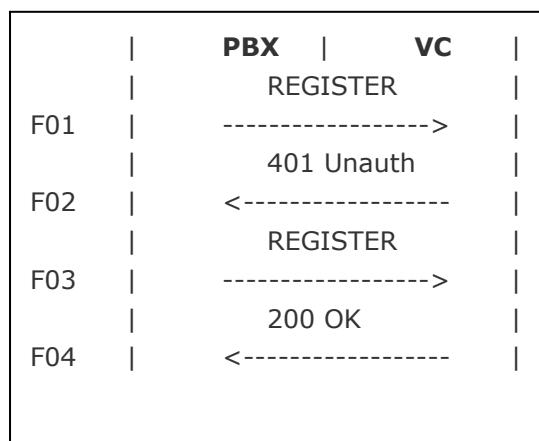 | PBX | VC |
| REGISTER |
F01 | ------------------> |
| 401 Unauth |
F02 | <------------------ |
| REGISTER |
F03 | ------------------> |
| 200 OK |
F04 | <------------------ |